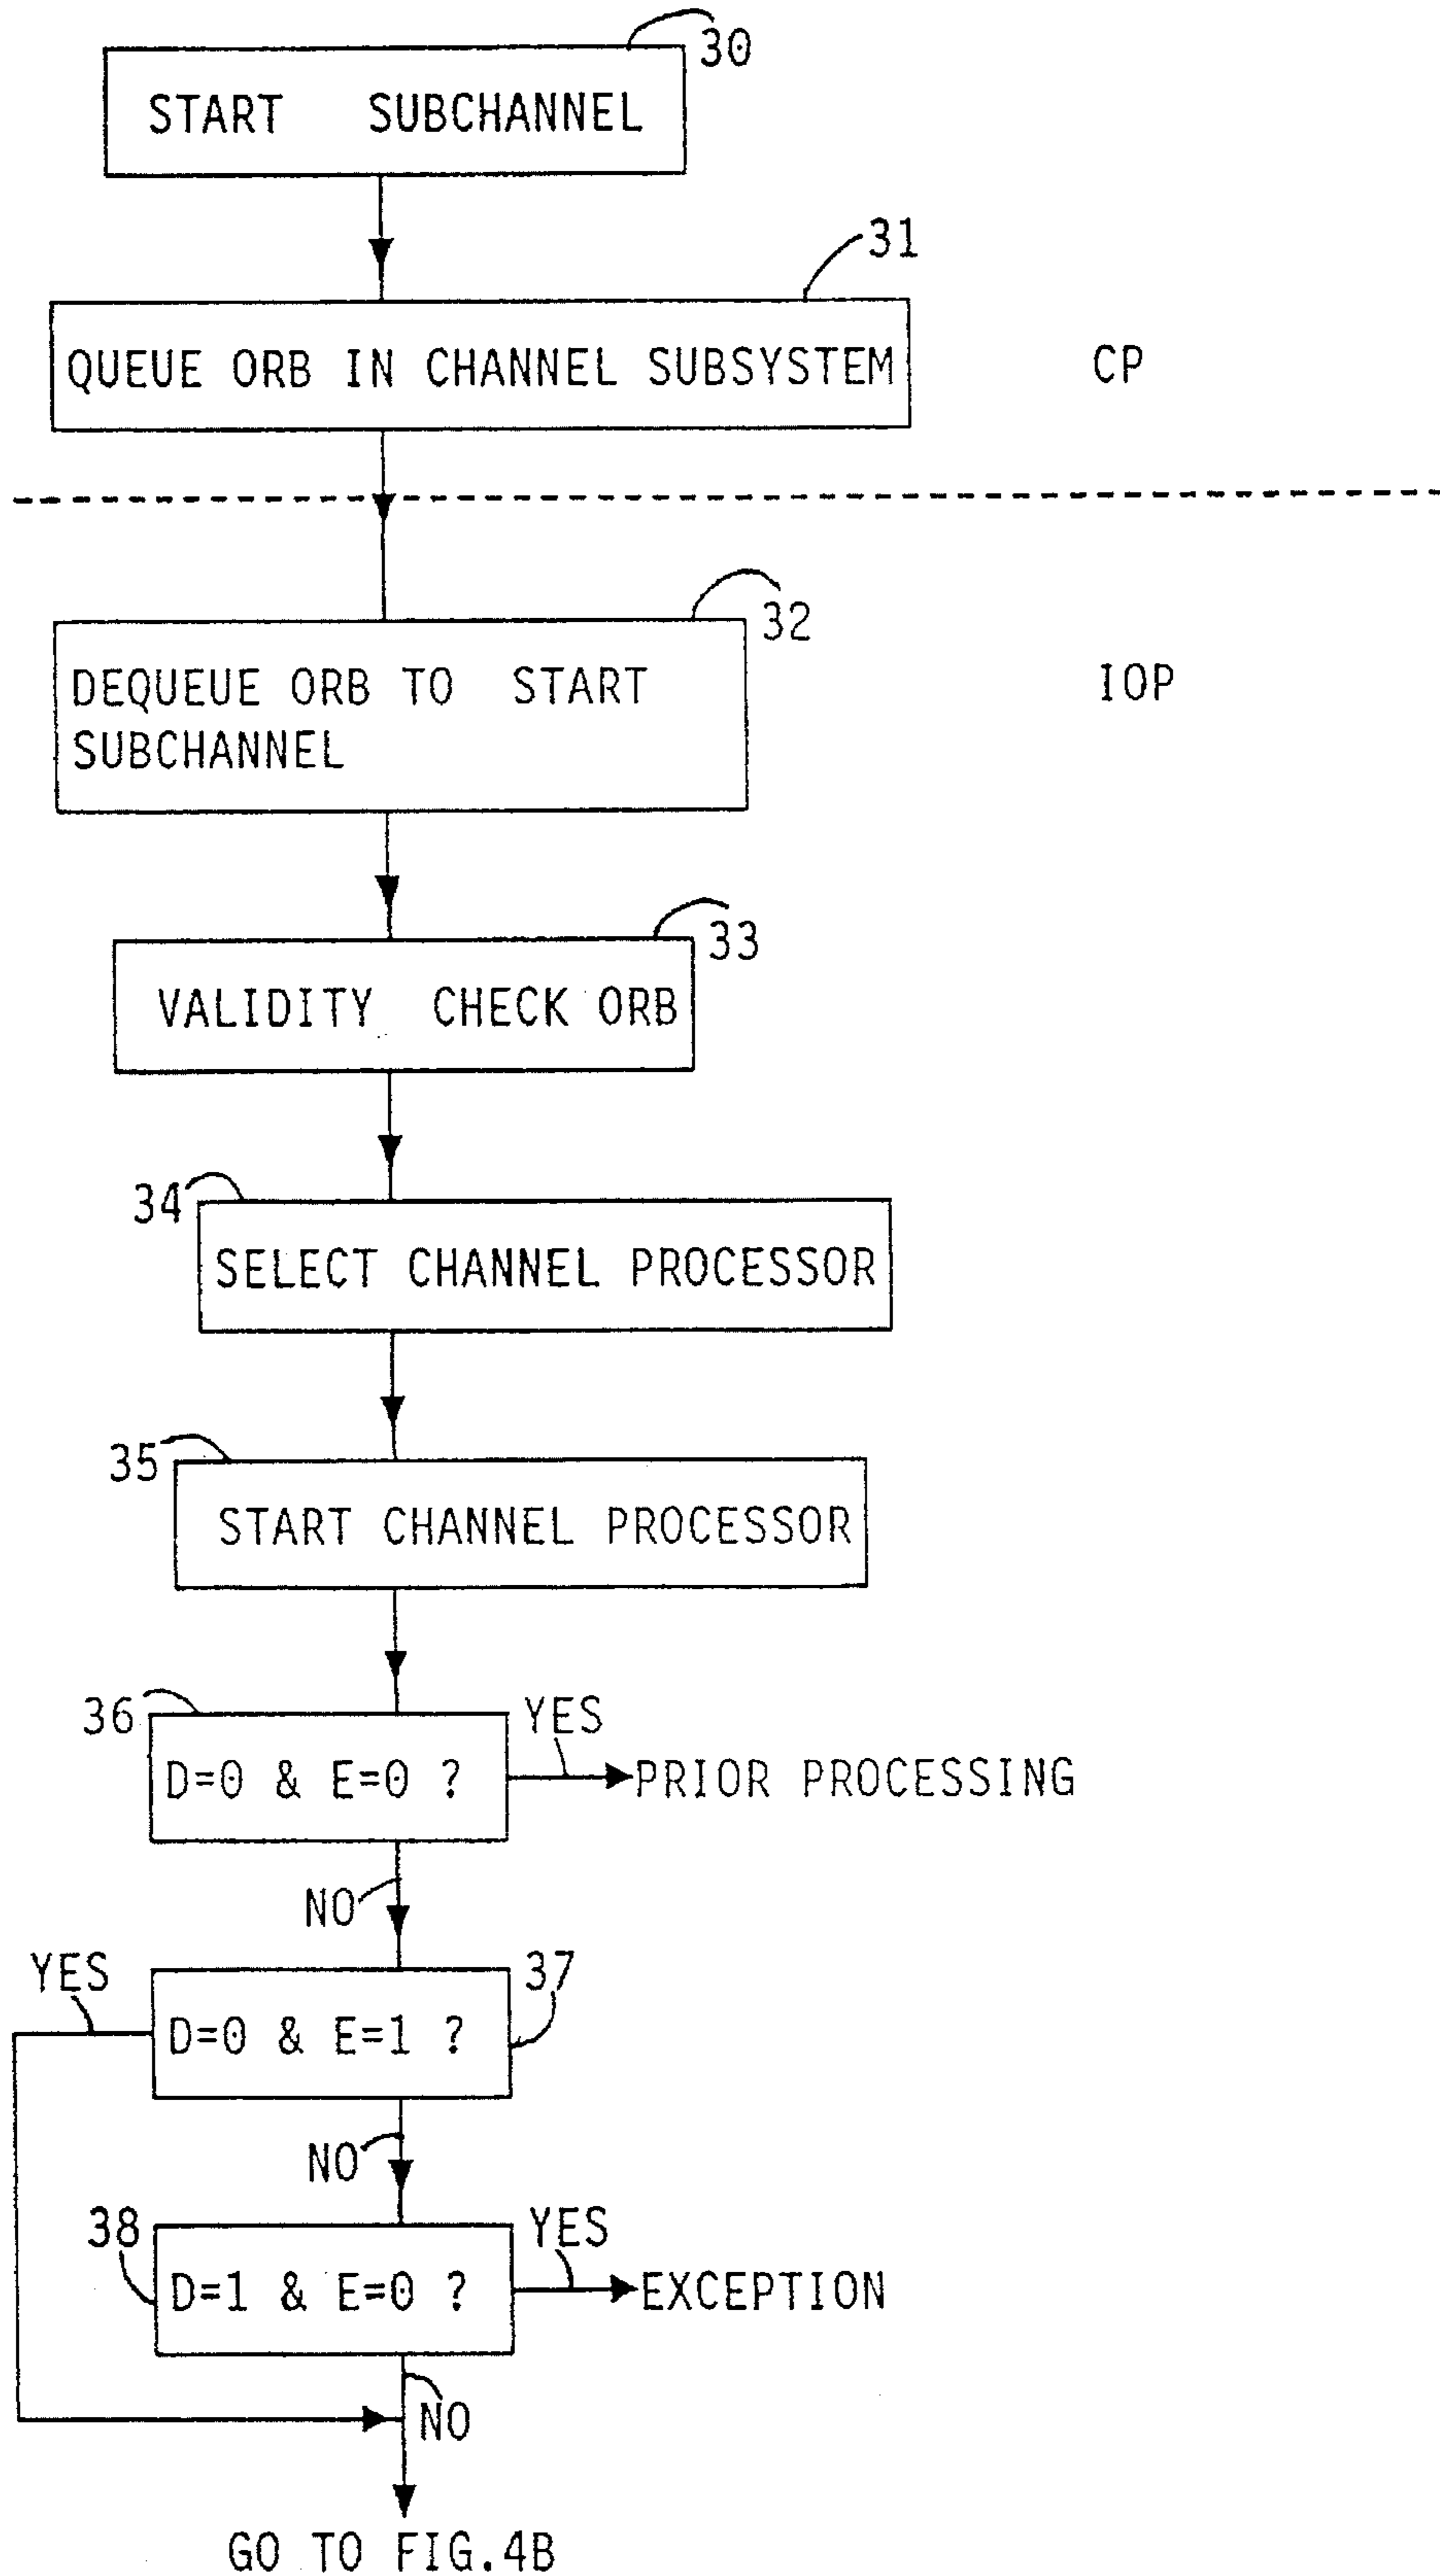 30
START SUBCHANNEL
31
QUEUE ORB IN CHANNEL SUBSYSTEM
CP
32
DEQUEUE ORB TO START
SUBCHANNEL
IOP
33
VALIDITY CHECK ORB
34
SELECT CHANNEL PROCESSOR
35
START CHANNEL PROCESSOR
36
YES
D=0 & E=0 ?
PRIOR PROCESSING
NO
YES
37
D=0 & E=1 ?
NO
38
YES
D=1 & E=0 ?
EXCEPTION
NO
GO TO FIG.4B